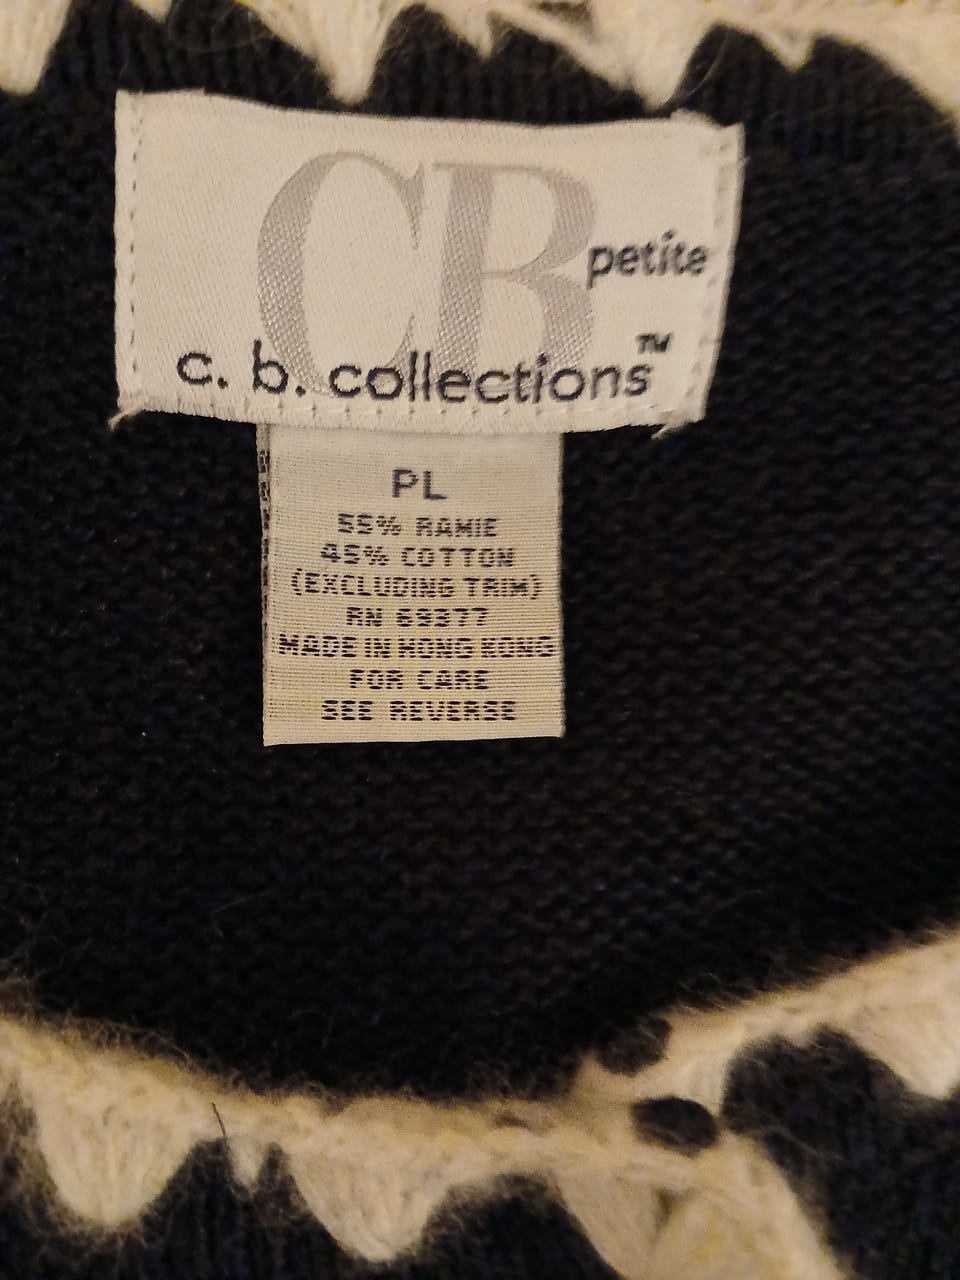 CB
petite
c. b. collections™
PL
55% RAMIE
45% COTTON
(EXCLUDING TRIM)
RN 69377
MADE IN HONG KONG
FOR CARE
SEE REVERSE